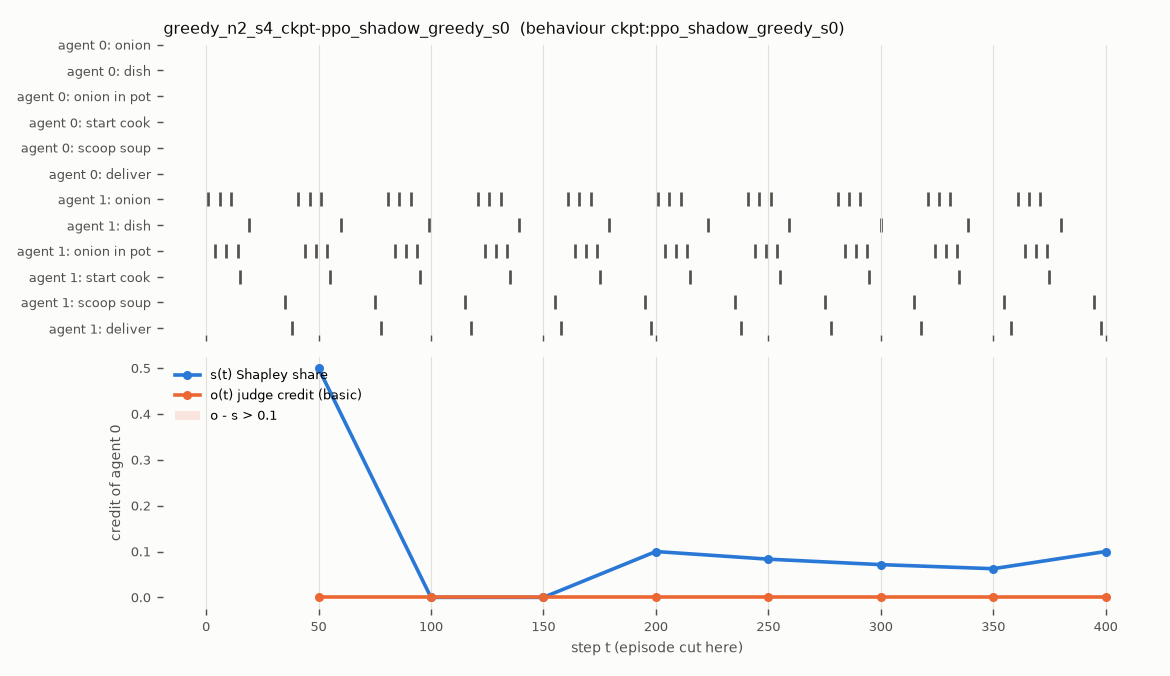 greedy_n2_s4_ckpt-ppo_shadow_greedy_s0  (behaviour ckpt:ppo_shadow_greedy_s0)
agent 0: onion
agent 0: dish
agent 0: onion in pot
agent 0: start cook
agent 0: scoop soup
agent 0: deliver
agent 1: onion
agent 1: dish
agent 1: onion in pot
agent 1: start cook
agent 1: scoop soup
agent 1: deliver
s(t) Shapley share
o(t) judge credit (basic)
o - s > 0.1
credit of agent 0
0.5
0.4
0.3
0.2
0.1
0.0
0 50 100 150 200 250 300 350 400
step t (episode cut here)